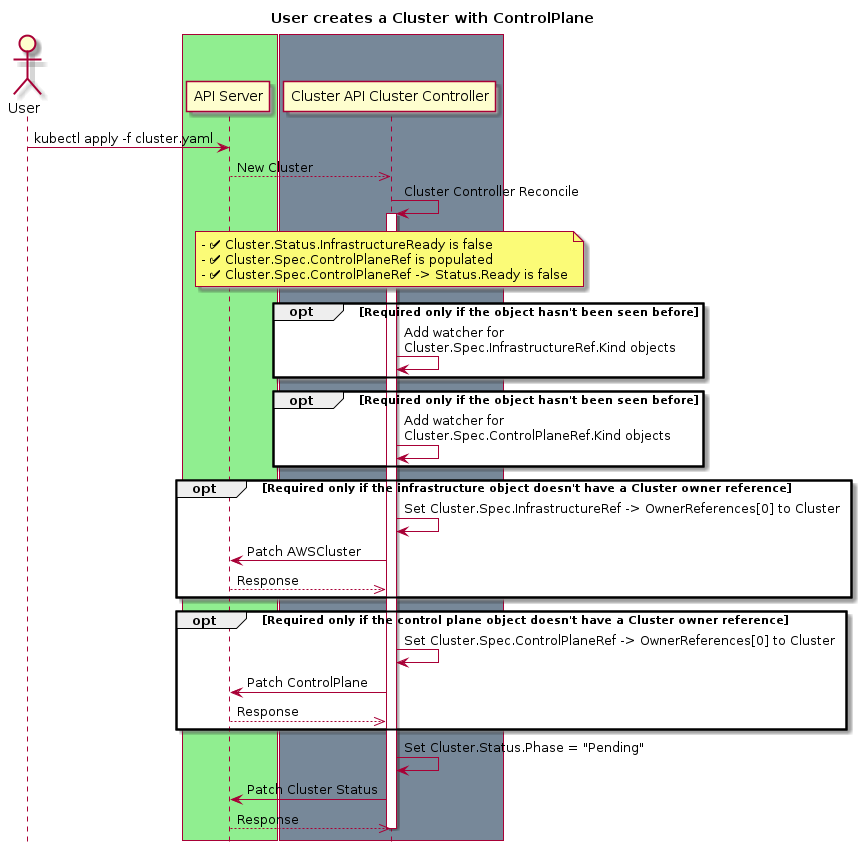 User creates a Cluster with ControlPlane
User
API Server
Cluster API Cluster Controller
kubectl apply -f cluster.yaml
New Cluster
Cluster Controller Reconcile
- ✔ Cluster.Status.InfrastructureReady is false
- ✔ Cluster.Spec.ControlPlaneRef is populated
- ✔ Cluster.Spec.ControlPlaneRef -> Status.Ready is false
opt [Required only if the object hasn't been seen before]
Add watcher for
Cluster.Spec.InfrastructureRef.Kind objects
opt [Required only if the object hasn't been seen before]
Add watcher for
Cluster.Spec.ControlPlaneRef.Kind objects
opt [Required only if the infrastructure object doesn't have a Cluster owner reference]
Set Cluster.Spec.InfrastructureRef -> OwnerReferences[0] to Cluster
Patch AWSCluster
Response
opt [Required only if the control plane object doesn't have a Cluster owner reference]
Set Cluster.Spec.ControlPlaneRef -> OwnerReferences[0] to Cluster
Patch ControlPlane
Response
Set Cluster.Status.Phase = "Pending"
Patch Cluster Status
Response